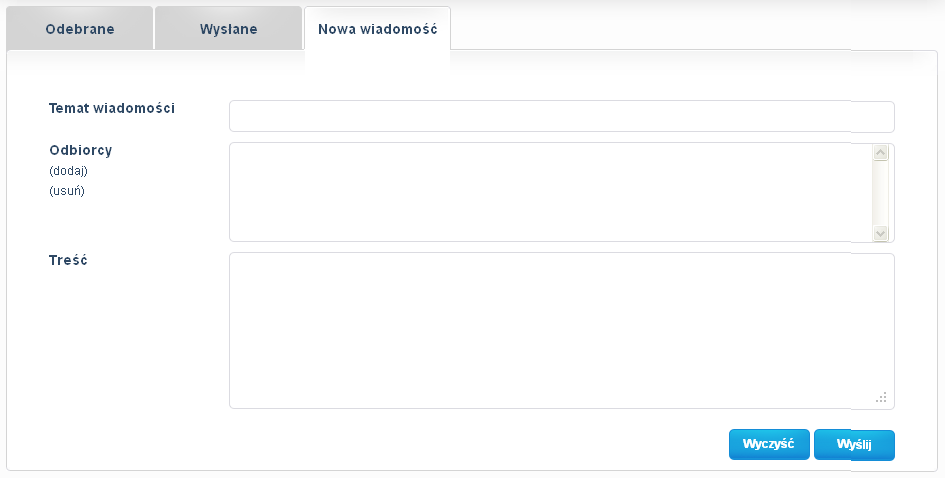 Odebrane Wysłane Nowa wiadomość
Temat wiadomości
Odbiorcy
(dodaj)
(usuń)
Treść
Wyczyść Wyślij